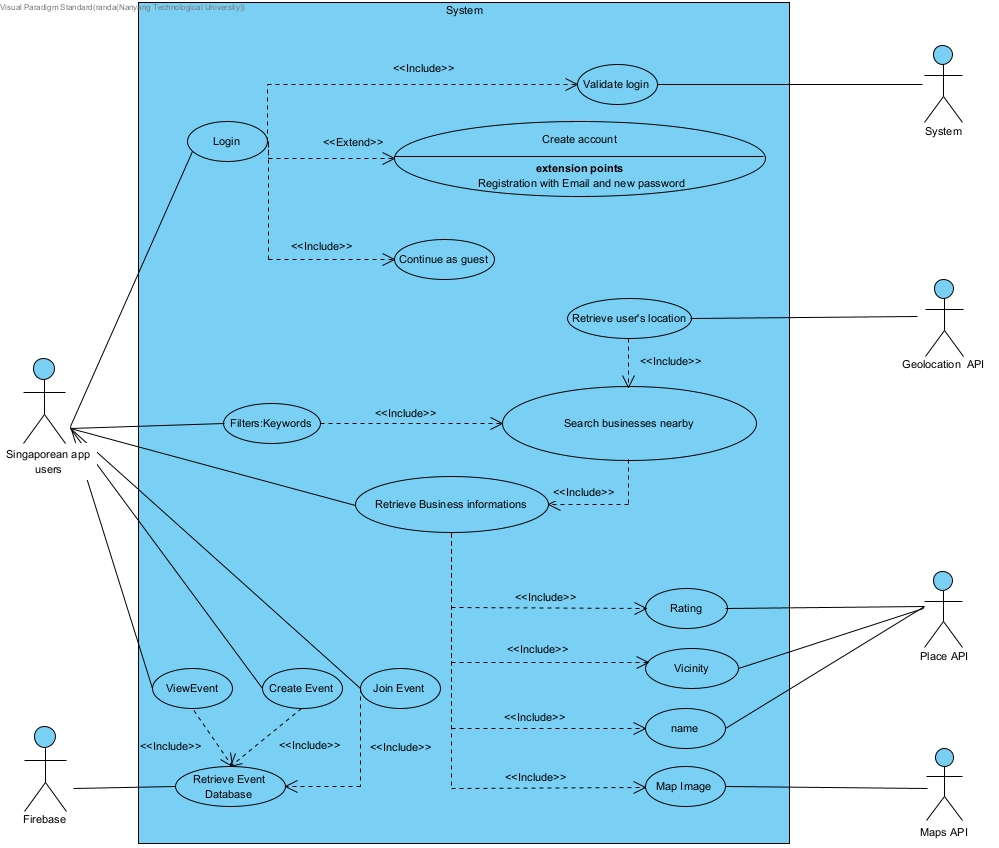 Visual Paradigm Standard(randa(Nanyang Technological University))
System
<<Include>>
Validate login
System
Login
<<Extend>>
Create account
extension points
Registration with Email and new password
<<Include>>
Continue as guest
Retrieve user's location
Geolocation API
<<Include>>
Singaporean app
users
Filters:Keywords
<<Include>>
Search businesses nearby
<<Include>>
Retrieve Business informations
<<Include>>
Rating
Place API
<<Include>>
Vicinity
ViewEvent
Create Event
Join Event
<<Include>>
name
<<Include>>
<<Include>>
<<Include>>
Retrieve Event
Database
<<Include>>
Map Image
Firebase
Maps API